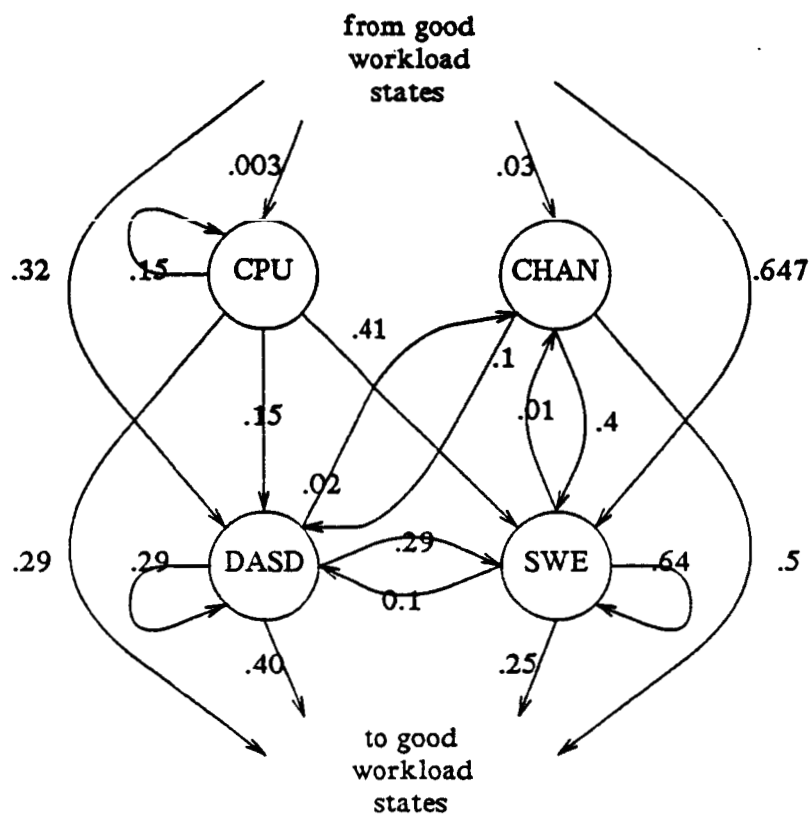 from good
workload
states
.003
.03
.32
.15
CPU
CHAN
.647
.41
.1
.15
.01
.4
.02
.29
.29
DASD
.29
SWE
.64
.5
0.1
.40
.25
to good
workload
states